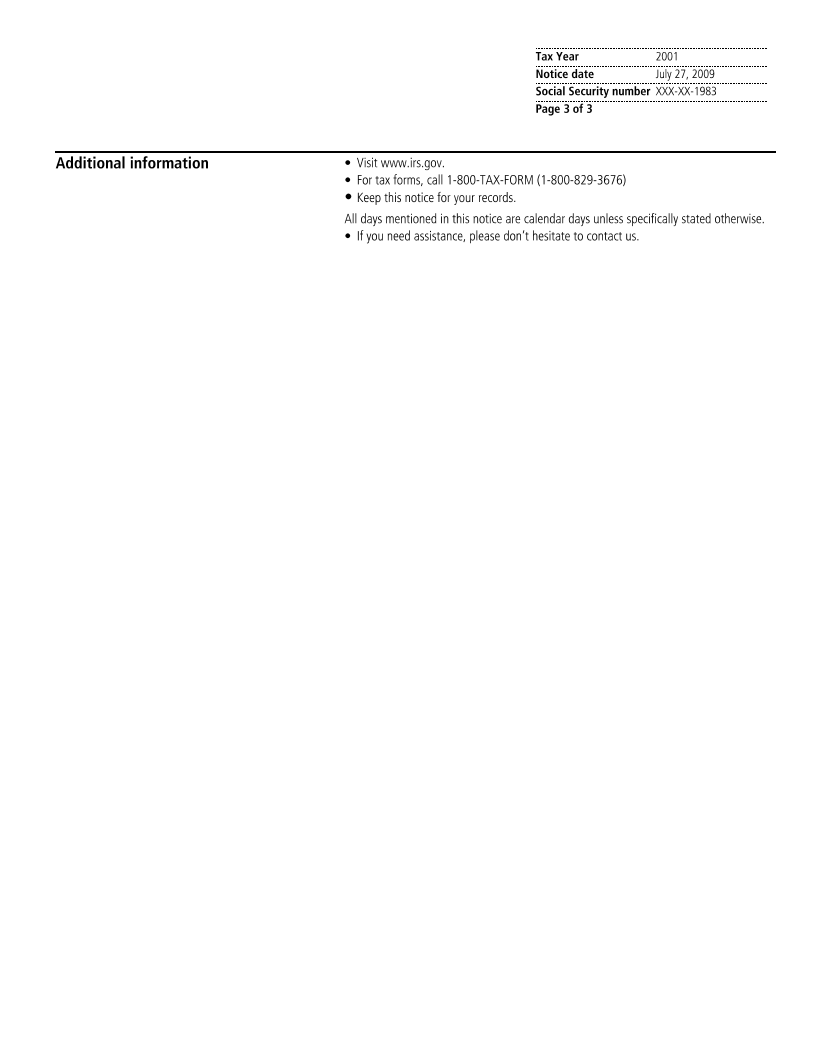 Tax Year 2001
Notice date July 27, 2009
Social Security number XXX-XX-1983
Page 3 of 3
Additional information
• Visit www.irs.gov.
• For tax forms, call 1-800-TAX-FORM (1-800-829-3676)
• Keep this notice for your records.
All days mentioned in this notice are calendar days unless specifically stated otherwise.
• If you need assistance, please don’t hesitate to contact us.